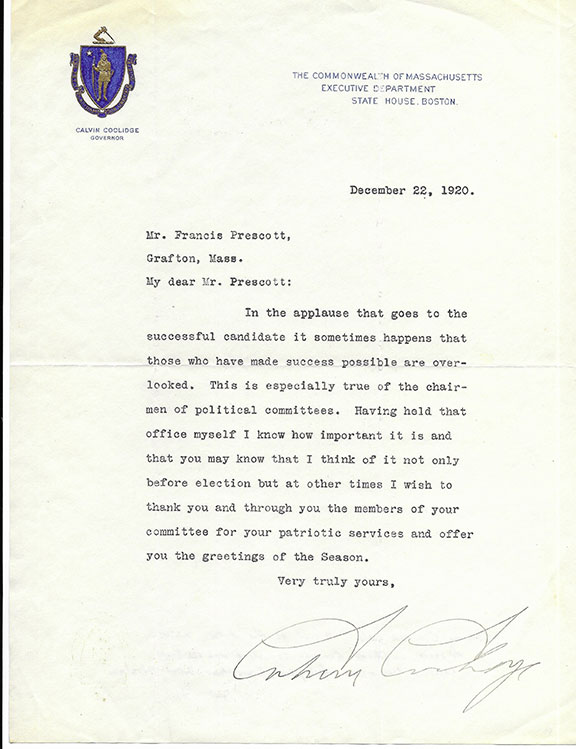 THE COMMONWEALTH OF MASSACHUSETTS
EXECUTIVE DEPARTMENT
STATE HOUSE, BOSTON.
CALVIN COOLIDGE
GOVERNOR
December 22, 1920.
Mr. Francis Prescott,
Grafton, Mass.
My dear Mr. Prescott:
In the applause that goes to the
successful candidate it sometimes happens that
those who have made success possible are over-
looked. This is especially true of the chair-
men of political committees. Having held that
office myself I know how important it is and
that you may know that I think of it not only
before election but at other times I wish to
thank you and through you the members of your
committee for your patriotic services and offer
you the greetings of the Season.
Very truly yours,
Calvin Coolidge